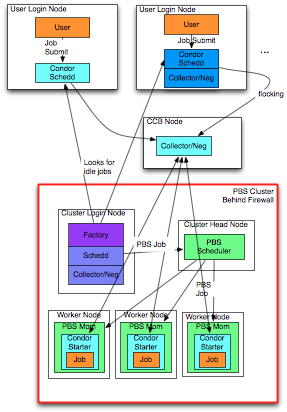 User Login Node
User
Job
Submit
Condor
Schedd
User Login Node
User
Job Submit
Condor
Schedd
Collector/Neg
...
flocking
CCB Node
Collector/Neg
Looks for
idle jobs
PBS Cluster
Behind Firewall
Cluster Login Node
Factory
Schedd
Collector/Neg
PBS Job
Cluster Head Node
PBS
Scheduler
PBS
Job
Worker Node
PBS Mom
Condor
Starter
Job
Worker Node
PBS Mom
Condor
Starter
Job
Worker Node
PBS Mom
Condor
Starter
Job